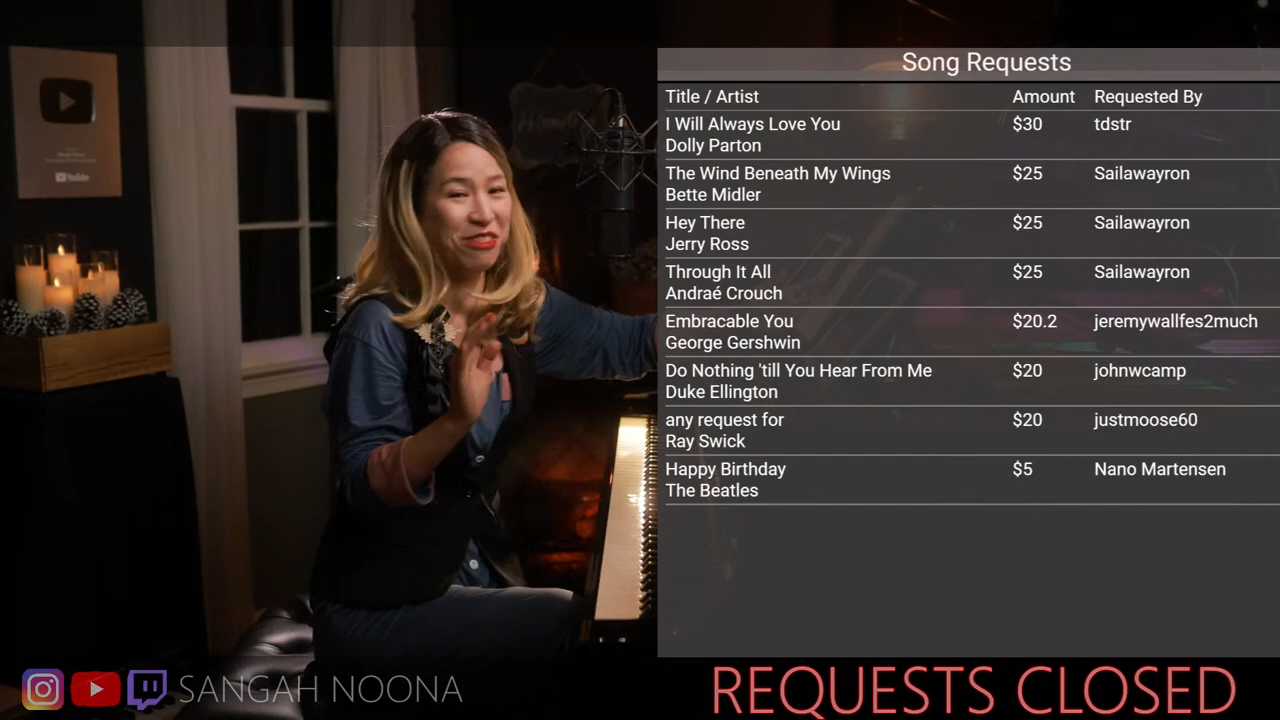 Song Requests
Title / Artist Amount Requested By
I Will Always Love You $30 tdstr
Dolly Parton
The Wind Beneath My Wings $25 Sailawayron
Bette Midler
Hey There $25 Sailawayron
Jerry Ross
Through It All $25 Sailawayron
Andraé Crouch
Embracable You $20.2 jeremywallfes2much
George Gershwin
Do Nothing 'till You Hear From Me $20 johnwcamp
Duke Ellington
any request for $20 justmoose60
Ray Swick
Happy Birthday $5 Nano Martensen
The Beatles
YouTube
SANGAH NOONA
REQUESTS CLOSED